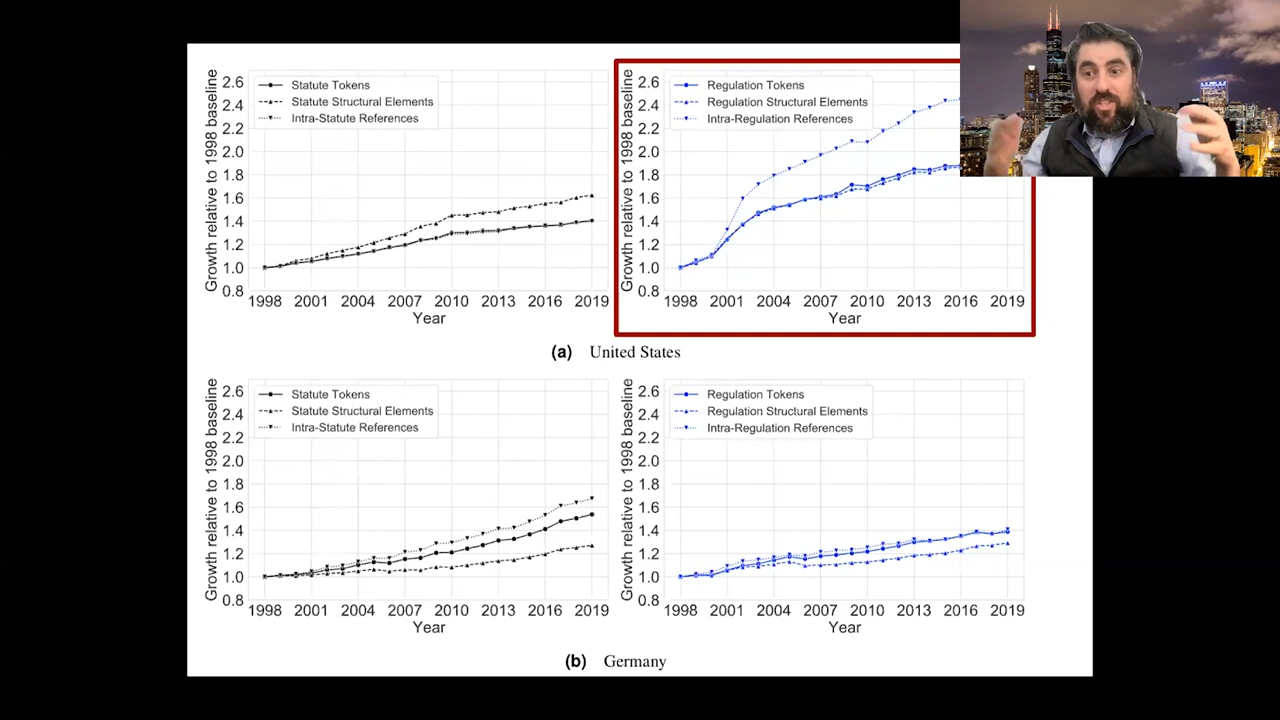 Growth relative to 1998 baseline
2.6
2.4
2.2
2.0
1.8
1.6
1.4
1.2
1.0
0.8
Statute Tokens
Statute Structural Elements
Intra-Statute References
1998 2001 2004 2007 2010 2013 2016 2019
Year
Growth relative to 1998 baseline
2.6
2.4
2.2
2.0
1.8
1.6
1.4
1.2
1.0
0.8
Regulation Tokens
Regulation Structural Elements
Intra-Regulation References
1998 2001 2004 2007 2010 2013 2016 2019
Year
(a) United States
Growth relative to 1998 baseline
2.6
2.4
2.2
2.0
1.8
1.6
1.4
1.2
1.0
0.8
Statute Tokens
Statute Structural Elements
Intra-Statute References
1998 2001 2004 2007 2010 2013 2016 2019
Year
Growth relative to 1998 baseline
2.6
2.4
2.2
2.0
1.8
1.6
1.4
1.2
1.0
0.8
Regulation Tokens
Regulation Structural Elements
Intra-Regulation References
1998 2001 2004 2007 2010 2013 2016 2019
Year
(b) Germany